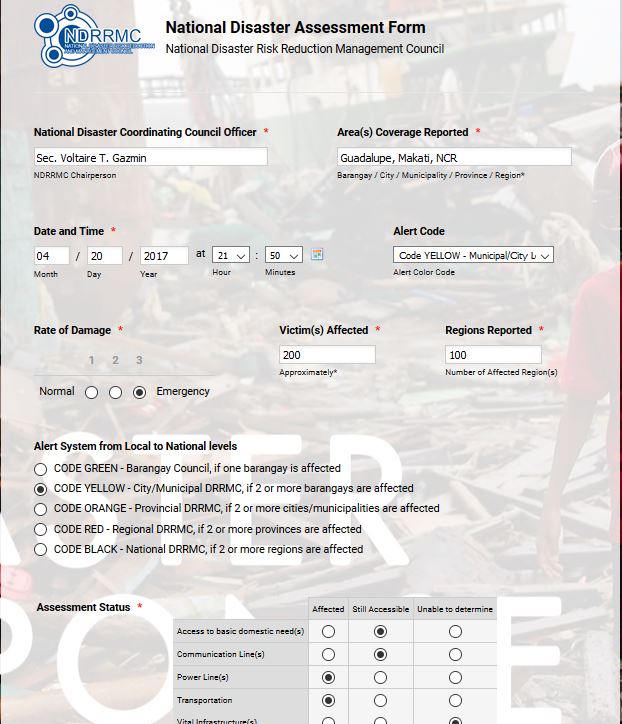 NDRRMC
National Disaster Assessment Form
National Disaster Risk Reduction Management Council
National Disaster Coordinating Council Officer *
Area(s) Coverage Reported *
Sec. Voltaire T. Gazmin
Guadalupe, Makati, NCR
NDRRMC Chairperson
Barangay / City / Municipality / Province / Region*
Date and Time *
Alert Code
04 / 20 / 2017 at 21 : 50
Code YELLOW - Municipal/City L
Month Day Year Hour Minutes
Alert Color Code
Rate of Damage *
Victim(s) Affected *
Regions Reported *
1 2 3
200
100
Approximately*
Number of Affected Region(s)
Normal Emergency
Alert System from Local to National levels
CODE GREEN - Barangay Council, if one barangay is affected
CODE YELLOW - City/Municipal DRRMC, if 2 or more barangays are affected
CODE ORANGE - Provincial DRRMC, if 2 or more cities/municipalities are affected
CODE RED - Regional DRRMC, if 2 or more provinces are affected
CODE BLACK - National DRRMC, if 2 or more regions are affected
Assessment Status *
Affected Still Accessible Unable to determine
Access to basic domestic need(s)
Communication Line(s)
Power Line(s)
Transportation
Vital Infrastructure(s)